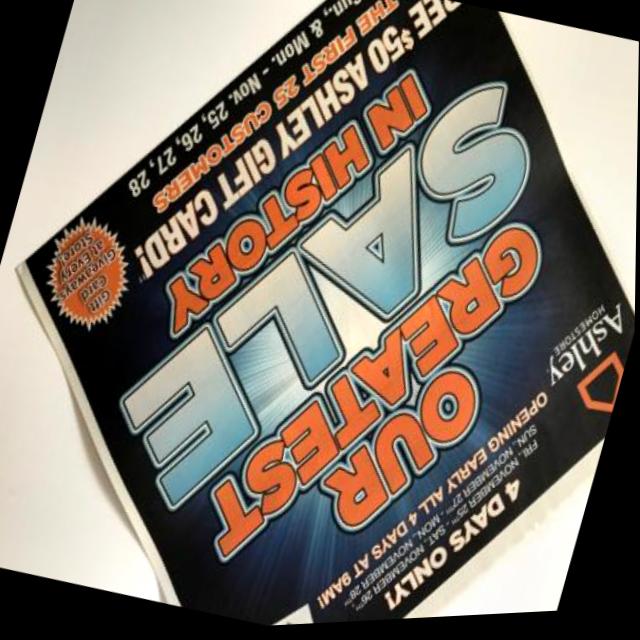 Ashley
HOMESTORE
4 DAYS ONLY!
FRI., NOVEMBER 25TH, SAT., NOVEMBER 26TH,
SUN. NOVEMBER 27TH, MON., NOVEMBER 28TH,
OPENING EARLY ALL 4 DAYS AT 9AM!
OUR
GREATEST
SALE
IN HISTORY
$50 ASHLEY GIFT CARD!
THE FIRST 25 CUSTOMERS
& Mon. - Nov. 25, 26, 27, 28
Gift
Card
Giveaway
at Every
Store!